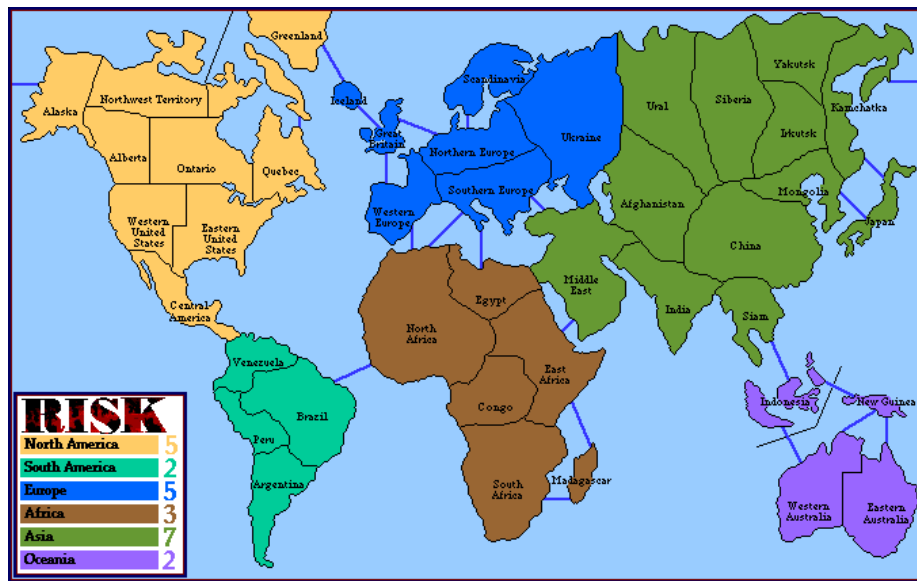 Greenland
Alaska
Northwest Territory
Alberta
Ontario
Quebec
Western
United
States
Eastern
United
States
Central-
America
Venezuela
Brazil
Peru
Argentina
Iceland
Scandinavia
Great
Britain
Northern Europe
Southern Europe
Western
Europe
Ukraine
North
Africa
Egypt
East
Africa
Congo
South
Africa
Madagascar
Ural
Siberia
Yakutsk
Kamchatka
Irkutsk
Mongolia
Japan
Afghanistan
China
Middle
East
India
Siam
Indonesia
New Guinea
Western
Australia
Eastern
Australia
RISK
North America 5
South America 2
Europe 5
Africa 3
Asia 7
Oceania 2